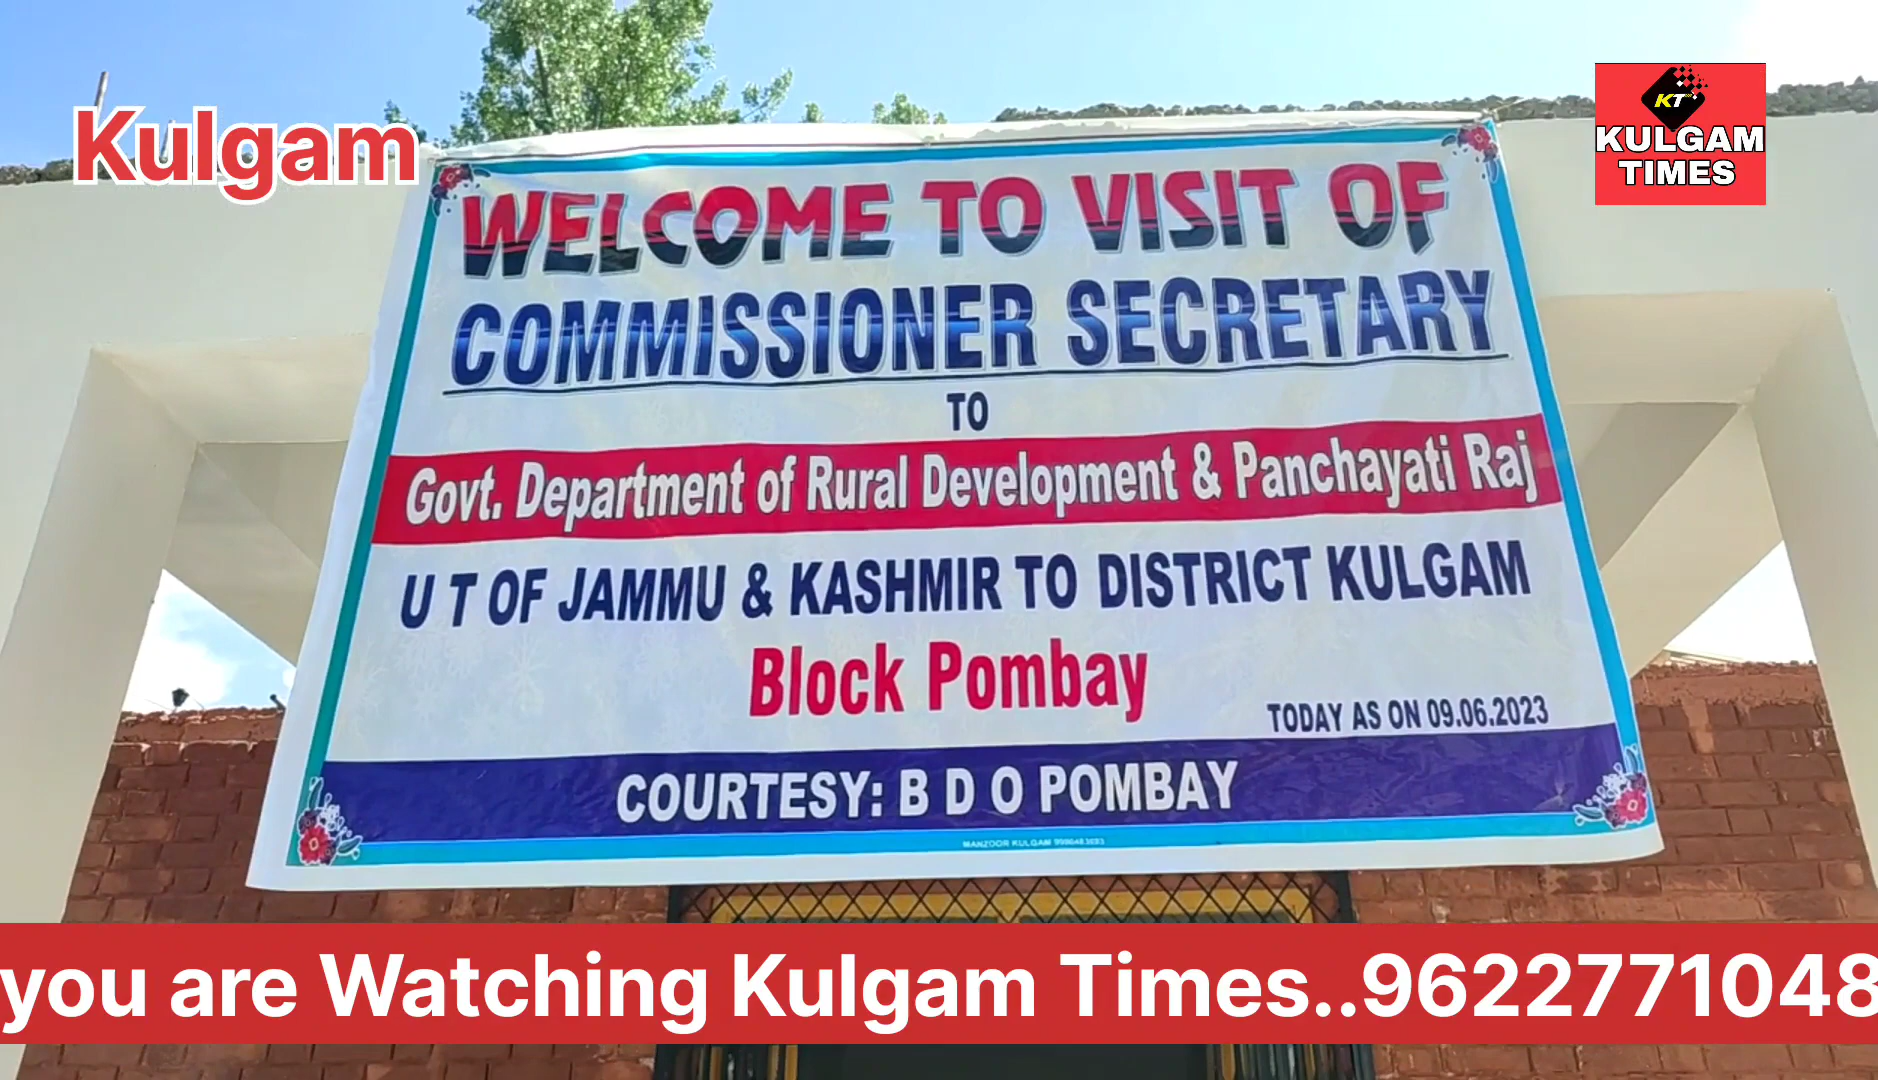 Kulgam
KT
KULGAM
TIMES
WELCOME TO VISIT OF
COMMISSIONER SECRETARY
TO
Govt. Department of Rural Development & Panchayati Raj
U T OF JAMMU & KASHMIR TO DISTRICT KULGAM
Block Pombay
TODAY AS ON 09.06.2023
COURTESY: B D O POMBAY
MANZOOR KULGAM
you are Watching Kulgam Times..9622771048